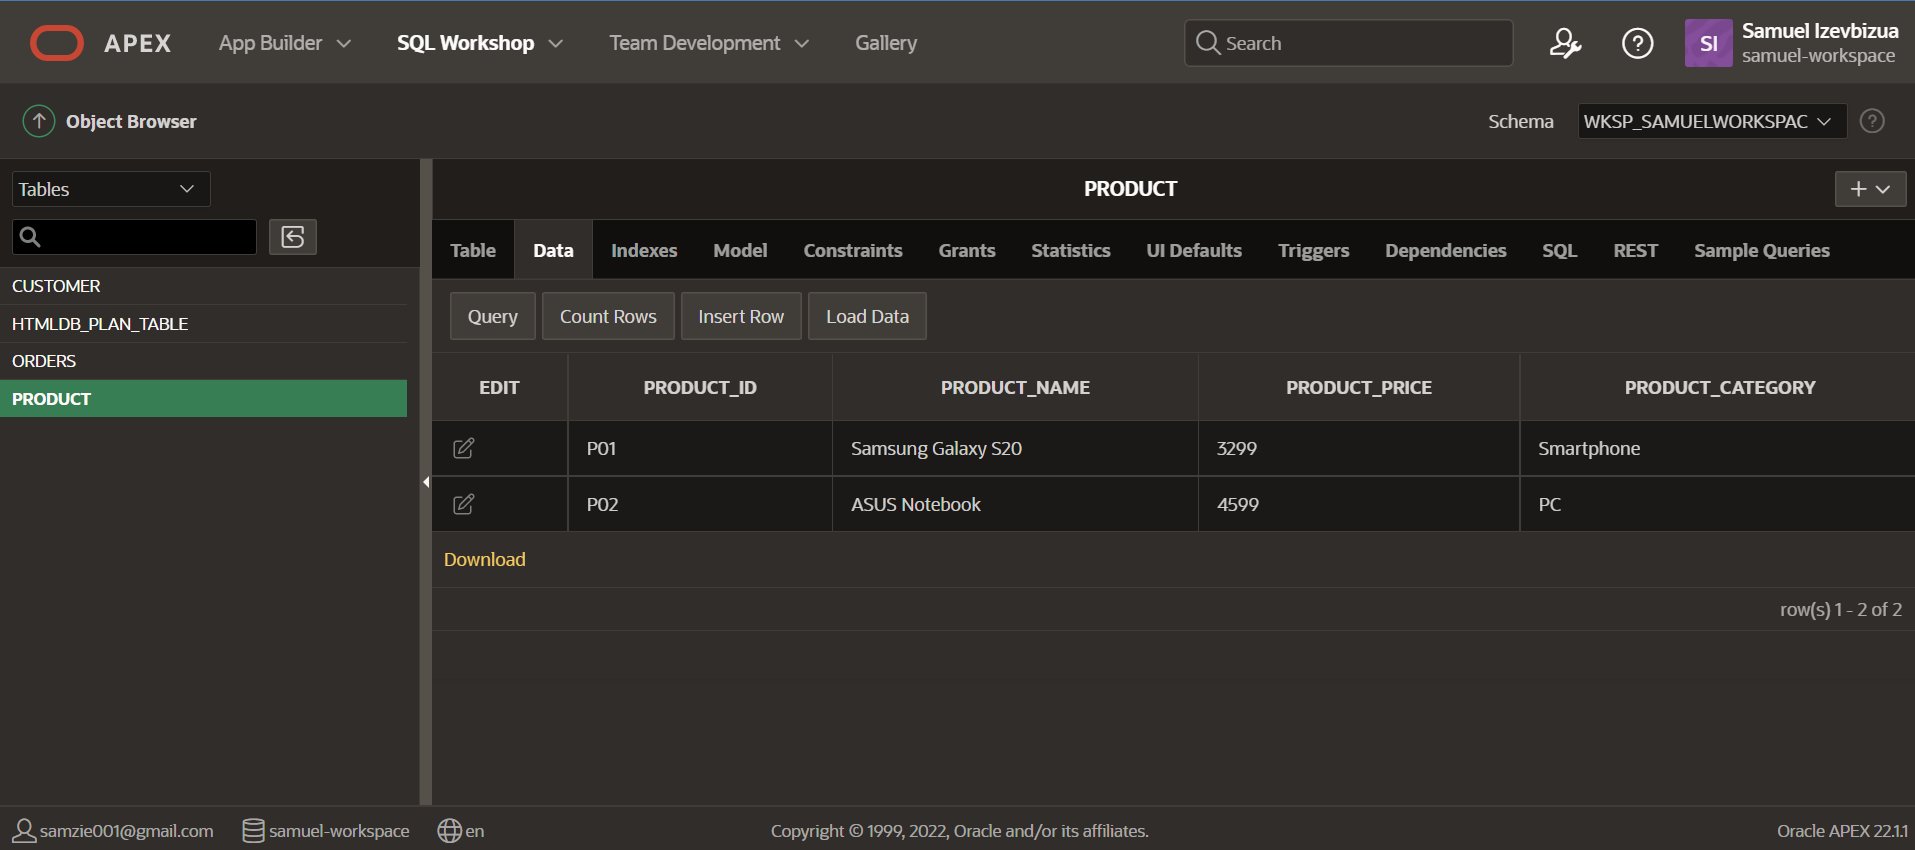 APEX App Builder SQL Workshop Team Development Gallery Search SI Samuel Izevbizua
samuel-workspace
Object Browser Schema WKSP_SAMUELWORKSPAC
Tables
CUSTOMER
HTMLDB_PLAN_TABLE
ORDERS
PRODUCT
PRODUCT
Table Data Indexes Model Constraints Grants Statistics UI Defaults Triggers Dependencies SQL REST Sample Queries
Query Count Rows Insert Row Load Data
EDIT PRODUCT_ID PRODUCT_NAME PRODUCT_PRICE PRODUCT_CATEGORY
P01 Samsung Galaxy S20 3299 Smartphone
P02 ASUS Notebook 4599 PC
Download
row(s) 1 - 2 of 2
samzie001@gmail.com samuel-workspace en Copyright © 1999, 2022, Oracle and/or its affiliates. Oracle APEX 22.1.1